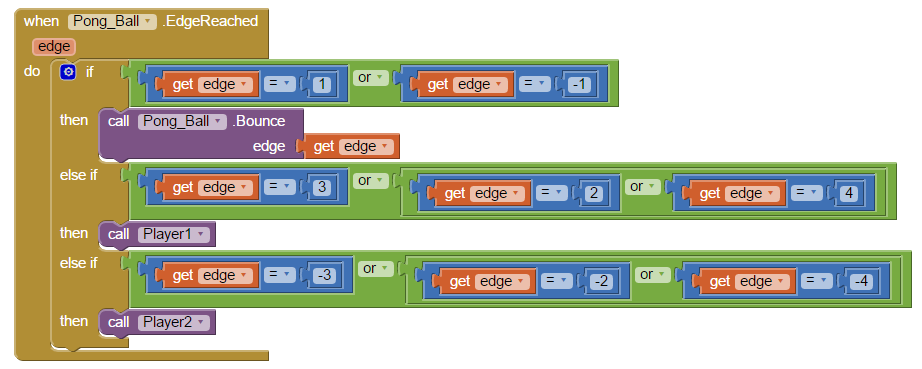 when Pong_Ball .EdgeReached
edge
do if get edge = 1 or get edge = -1
then call Pong_Ball .Bounce
edge get edge
else if get edge = 3 or get edge = 2 or get edge = 4
then call Player1
else if get edge = -3 or get edge = -2 or get edge = -4
then call Player2